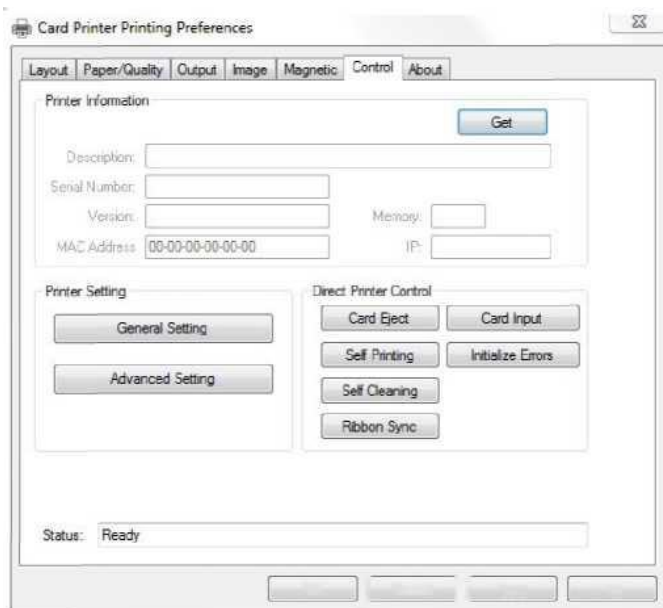 Card Printer Printing Preferences
Layout Paper/Quality Output Image Magnetic Control About
Printer Information
Get
Description:
Serial Number:
Version: Memory:
MAC Address 00-00-00-00-00-00 IP:
Printer Setting
General Setting
Advanced Setting
Direct Printer Control
Card Eject Card Input
Self Printing Initialize Errors
Self Cleaning
Ribbon Sync
Status: Ready